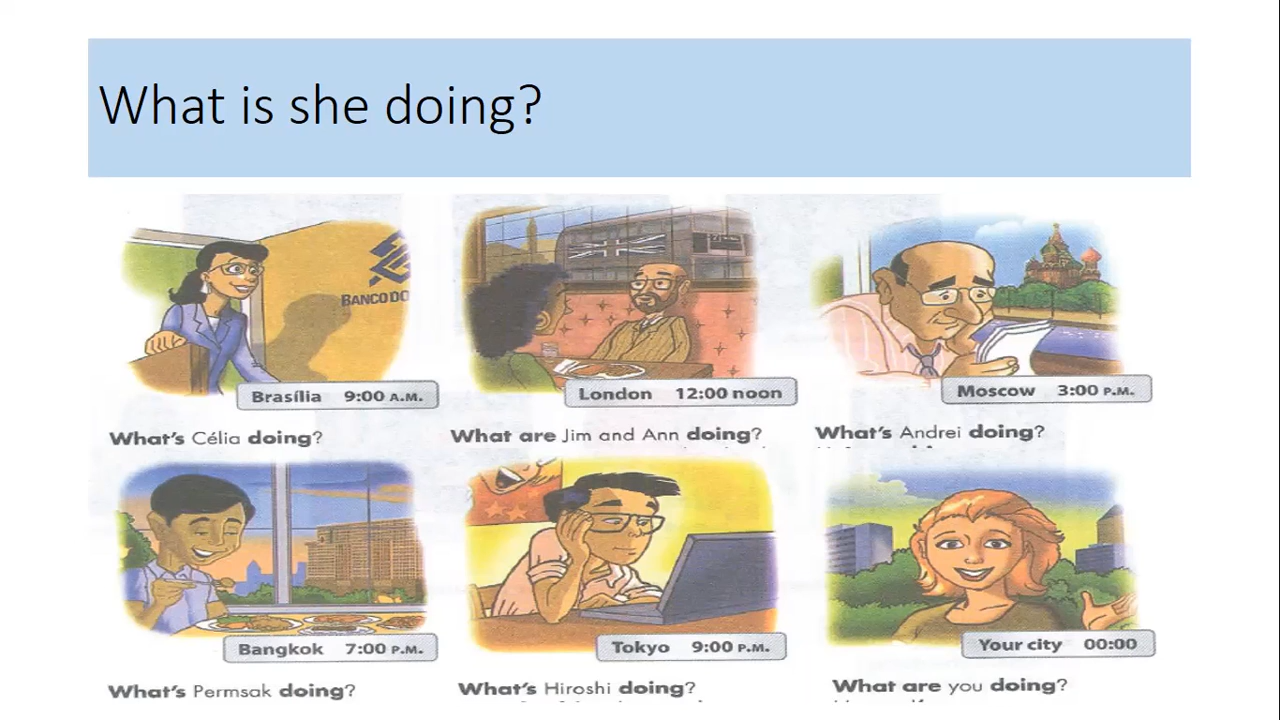 What is she doing?
BANCO DO
Brasília 9:00 A.M.
London 12:00 noon
Moscow 3:00 P.M.
What's Célia doing?
What are Jim and Ann doing?
What's Andrei doing?
Bangkok 7:00 P.M.
Tokyo 9:00 P.M.
Your city 00:00
What's Permsak doing?
What's Hiroshi doing?
What are you doing?